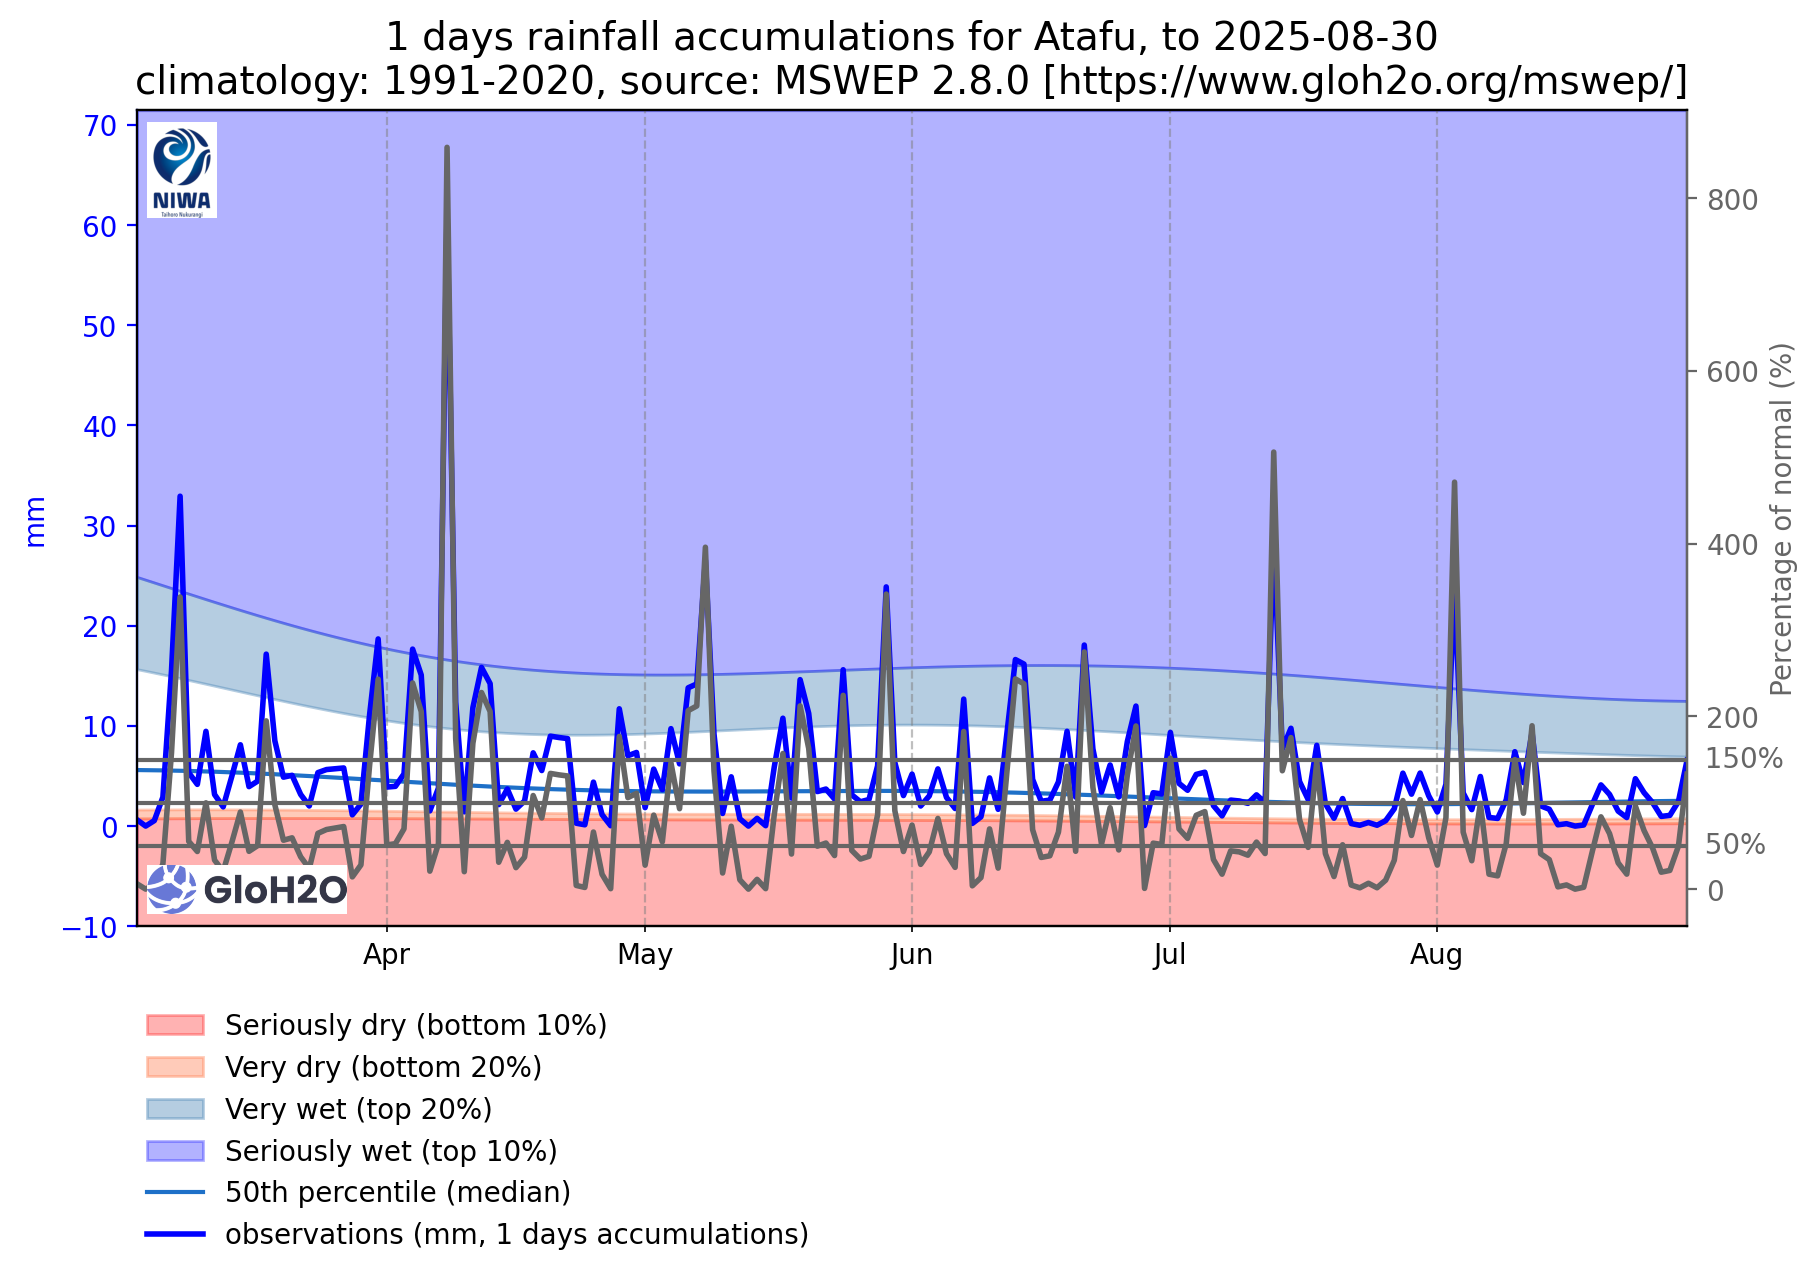 1 days rainfall accumulations for Atafu, to 2025-08-30
climatology: 1991-2020, source: MSWEP 2.8.0 [https://www.gloh2o.org/mswep/]
70
60
50
40
30
20
10
0
−10
mm
NIWA
Taihoro Nukurangi
GloH2O
800
600
400
200
150%
50%
0
Percentage of normal (%)
Apr
May
Jun
Jul
Aug
Seriously dry (bottom 10%)
Very dry (bottom 20%)
Very wet (top 20%)
Seriously wet (top 10%)
50th percentile (median)
observations (mm, 1 days accumulations)